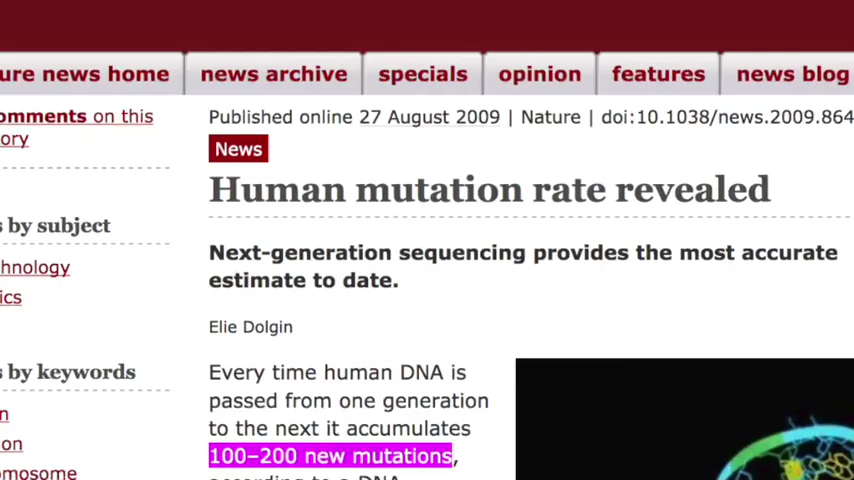 ure news home news archive specials opinion features news blog
omments on this
ory
s by subject
hnology
ics
s by keywords
n
on
omosome
Published online 27 August 2009 | Nature | doi:10.1038/news.2009.864
News
Human mutation rate revealed
Next-generation sequencing provides the most accurate
estimate to date.
Elie Dolgin
Every time human DNA is
passed from one generation
to the next it accumulates
100–200 new mutations,
according to a DNA